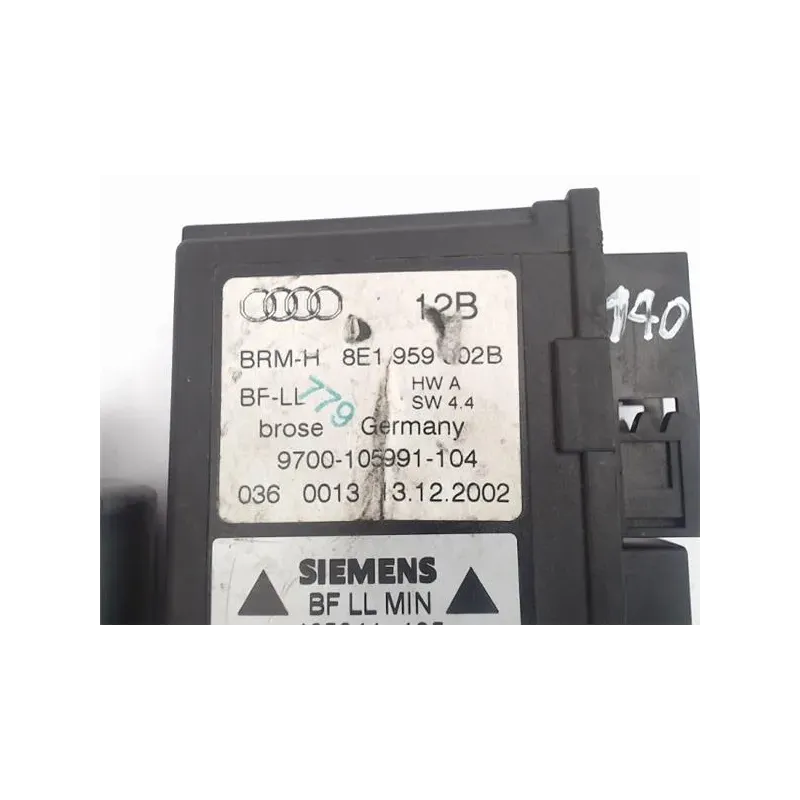 12B
BRM-H 8E1 959 02B
BF-LL HW A
779 SW 4.4
brose Germany
9700-105991-104
036 0013 13.12.2002
140
SIEMENS
BF LL MIN